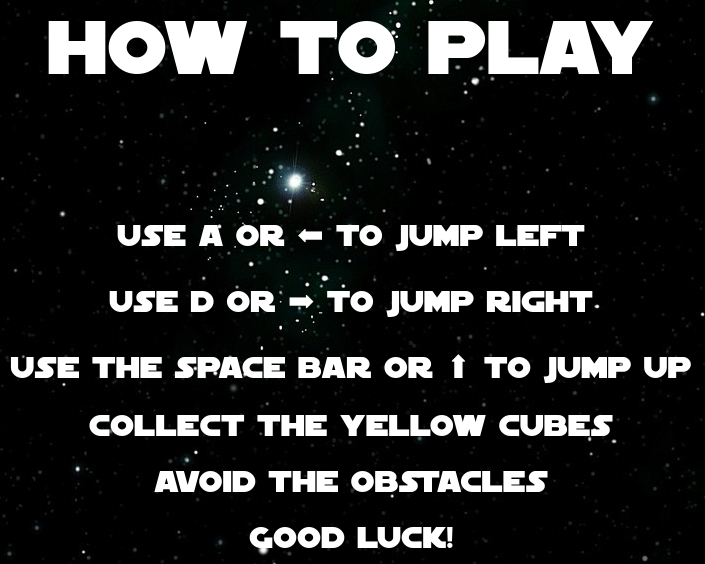 HOW TO PLAY
USE A OR ⬅ TO JUMP LEFT
USE D OR ➡ TO JUMP RIGHT
USE THE SPACE BAR OR ⬆ TO JUMP UP
COLLECT THE YELLOW CUBES
AVOID THE OBSTACLES
GOOD LUCK!